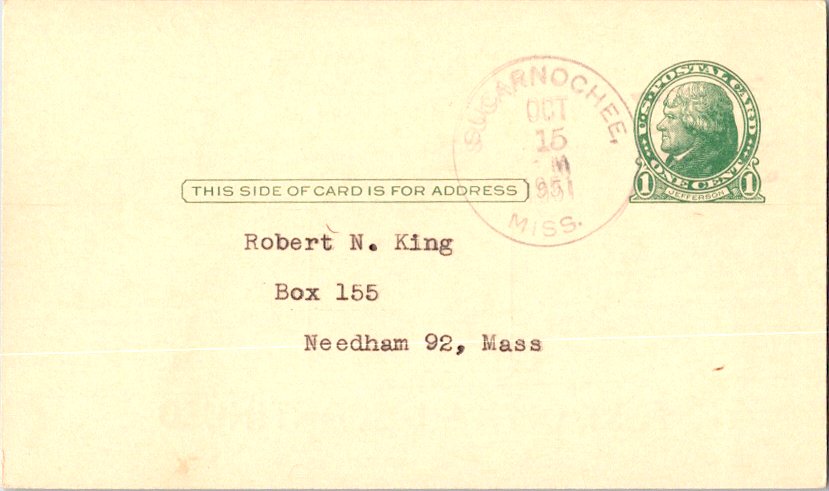 SUCARNOCHEE,
OCT
15
M
951
MISS.
U.S. POSTAL CARD
ONE CENT
1 1
JEFFERSON
THIS SIDE OF CARD IS FOR ADDRESS
Robert N. King
Box 155
Needham 92, Mass